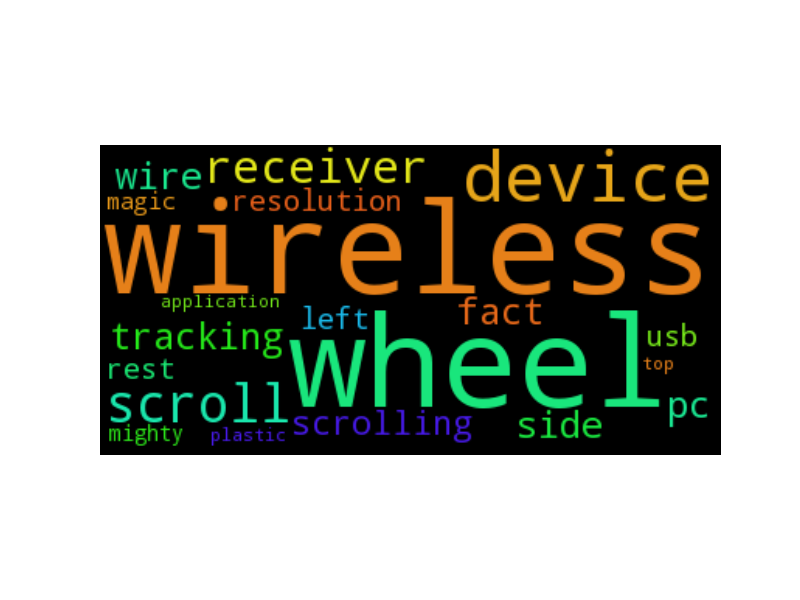 wire receiver device
magic resolution
wireless
application
left fact
tracking wheel usb
rest top
scroll pc
mighty plastic scrolling side